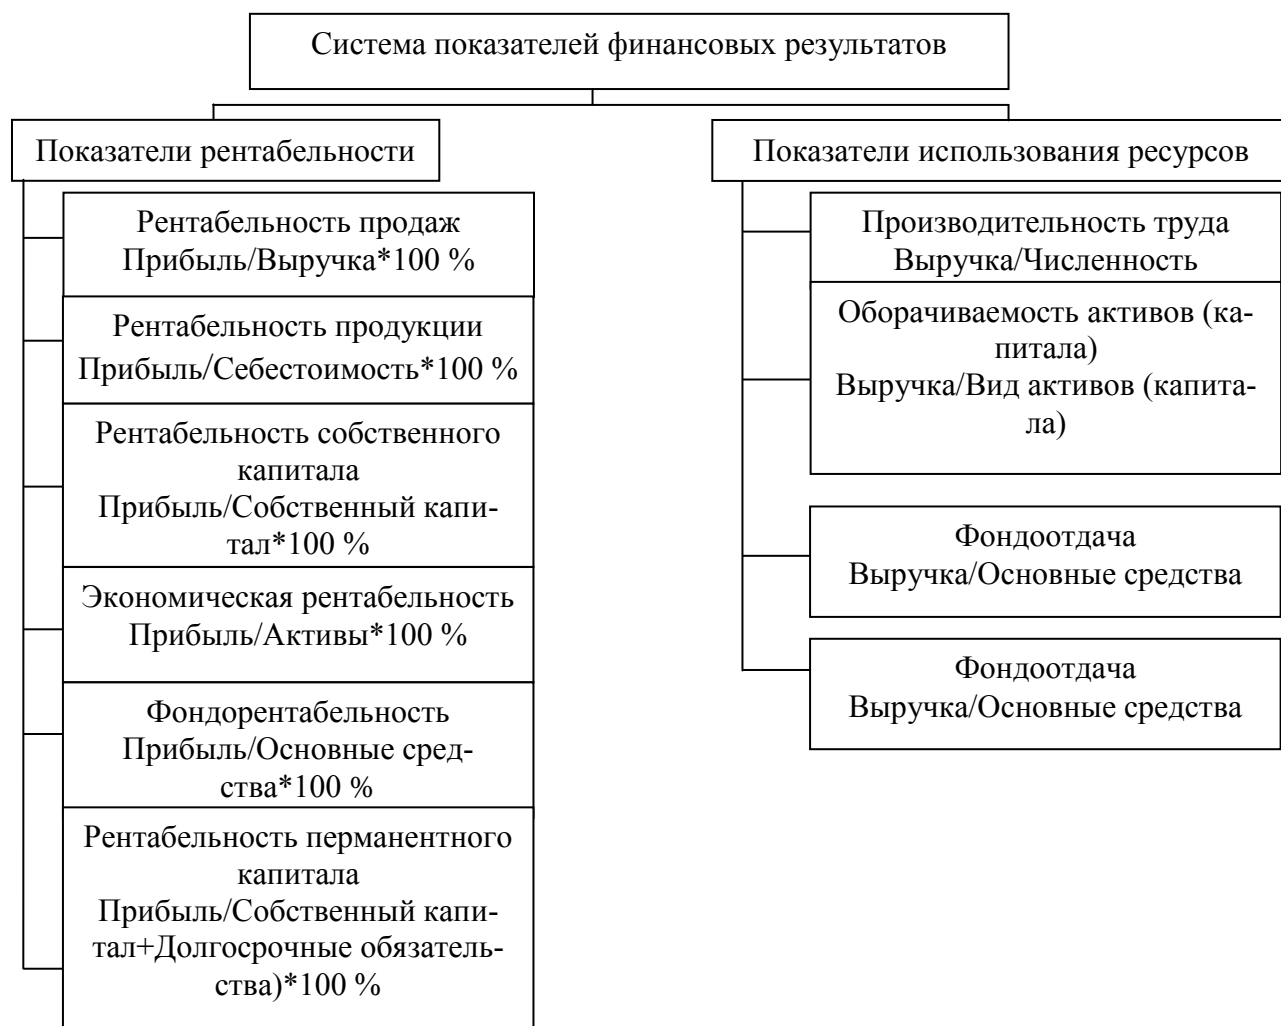 Система показателей финансовых результатов
Показатели рентабельности
Рентабельность продаж
Прибыль/Выручка*100 %
Рентабельность продукции
Прибыль/Себестоимость*100 %
Рентабельность собственного
капитала
Прибыль/Собственный капи-
тал*100 %
Экономическая рентабельность
Прибыль/Активы*100 %
Фондорентабельность
Прибыль/Основные сред-
ства*100 %
Рентабельность перманентного
капитала
Прибыль/Собственный капи-
тал+Долгосрочные обязатель-
ства)*100 %
Показатели использования ресурсов
Производительность труда
Выручка/Численность
Оборачиваемость активов (ка-
питала)
Выручка/Вид активов (капита-
ла)
Фондоотдача
Выручка/Основные средства
Фондоотдача
Выручка/Основные средства